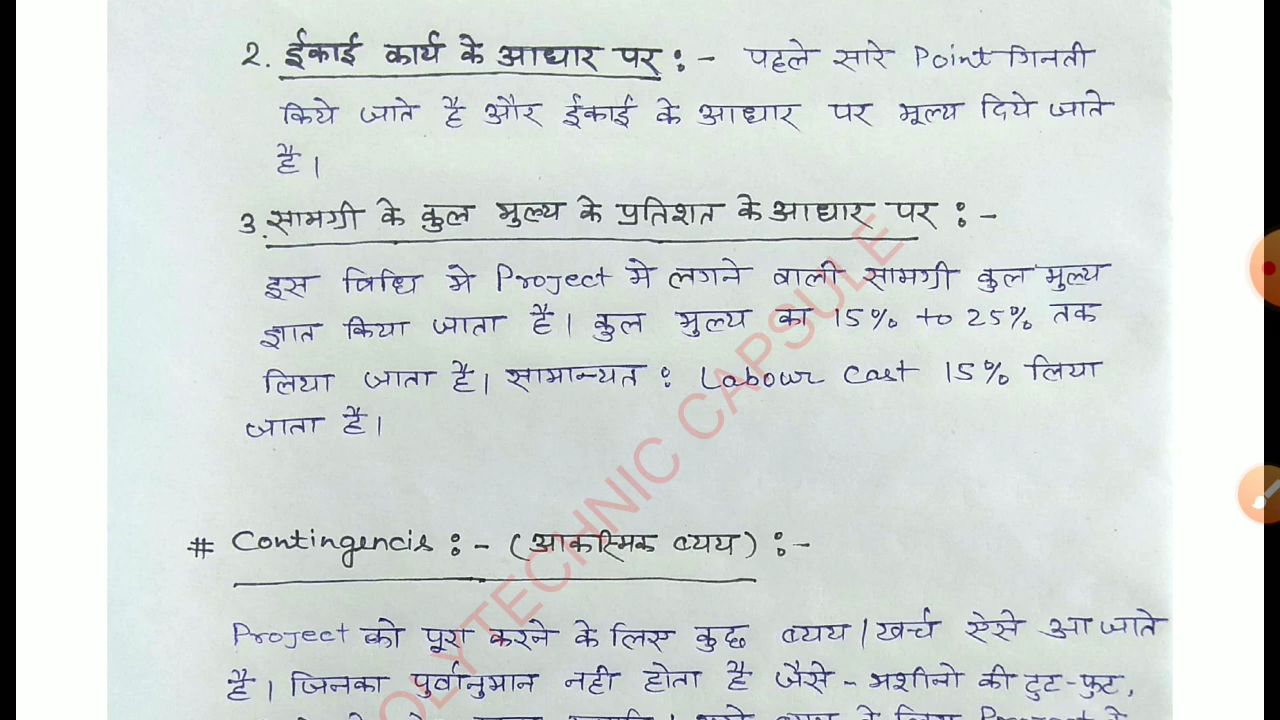 2. ईकाई कार्य के आधार पर : - पहले सारे Point गिनती
किये जाते है और ईकाई के आधार पर मूल्य दिये जाते
है।
3. सामग्री के कुल मुल्य के प्रतिशत के आधार पर : -
इस विधि मे Project मे लगने वाली सामग्री कुल मुल्य
ज्ञात किया जाता है। कुल मुल्य का 15% to 25% तक
लिया जाता है। सामान्यत : Labour Cast 15% लिया
जाता है।
# Contingencis : - (आकस्मिक व्यय) : -
Project को पूरा करने के लिए कुछ व्यय / खर्च ऐसे आ जाते
है। जिनका पुर्वानुमान नही होता है जैसे - मशीनो की टुट-फुट,
OLYTECHNIC CAPSULE